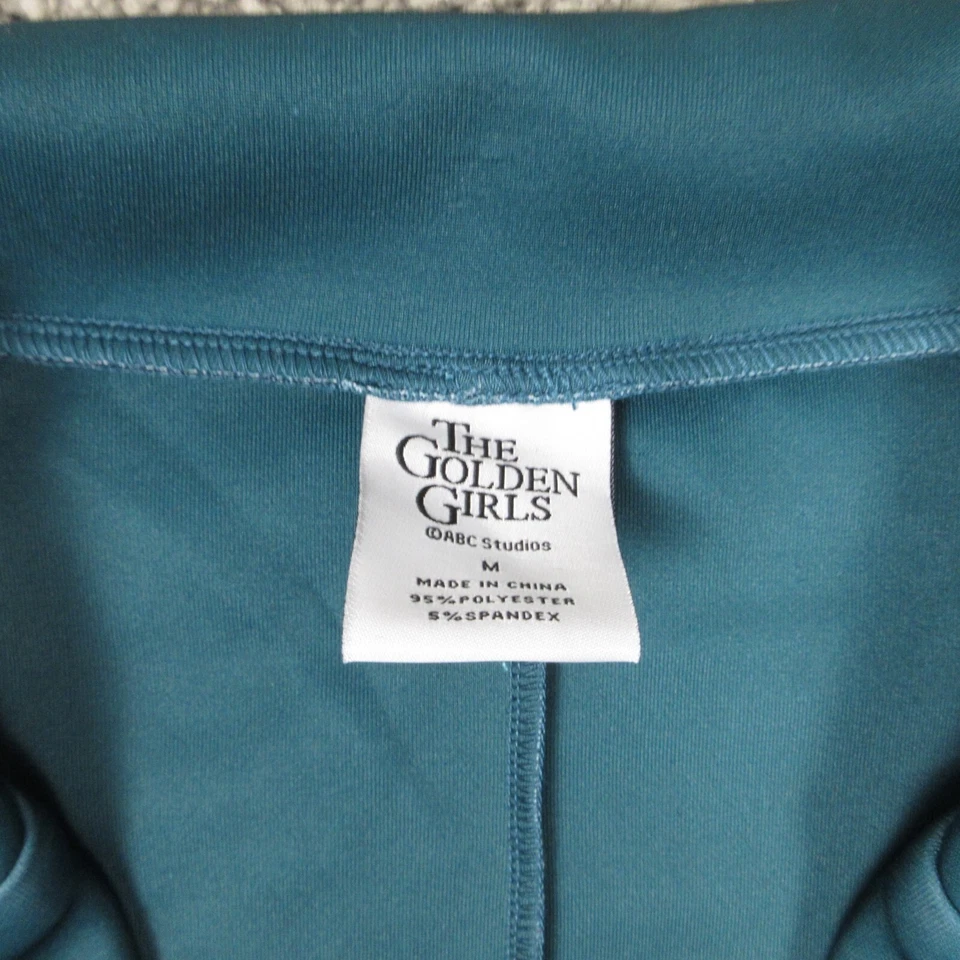 THE
GOLDEN
GIRLS
©ABC Studios
M
MADE IN CHINA
95%POLYESTER
5%SPANDEX